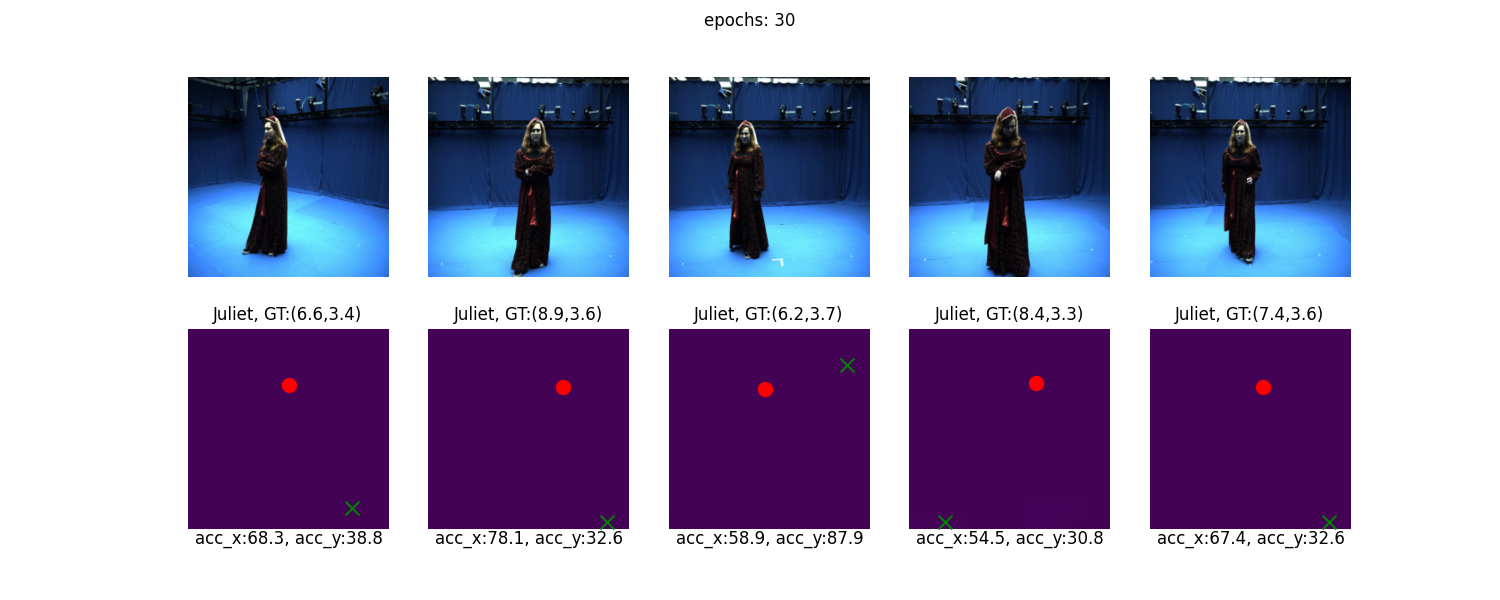 epochs: 30
Juliet, GT:(6.6,3.4)
Juliet, GT:(8.9,3.6)
Juliet, GT:(6.2,3.7)
Juliet, GT:(8.4,3.3)
Juliet, GT:(7.4,3.6)
acc_x:68.3, acc_y:38.8
acc_x:78.1, acc_y:32.6
acc_x:58.9, acc_y:87.9
acc_x:54.5, acc_y:30.8
acc_x:67.4, acc_y:32.6